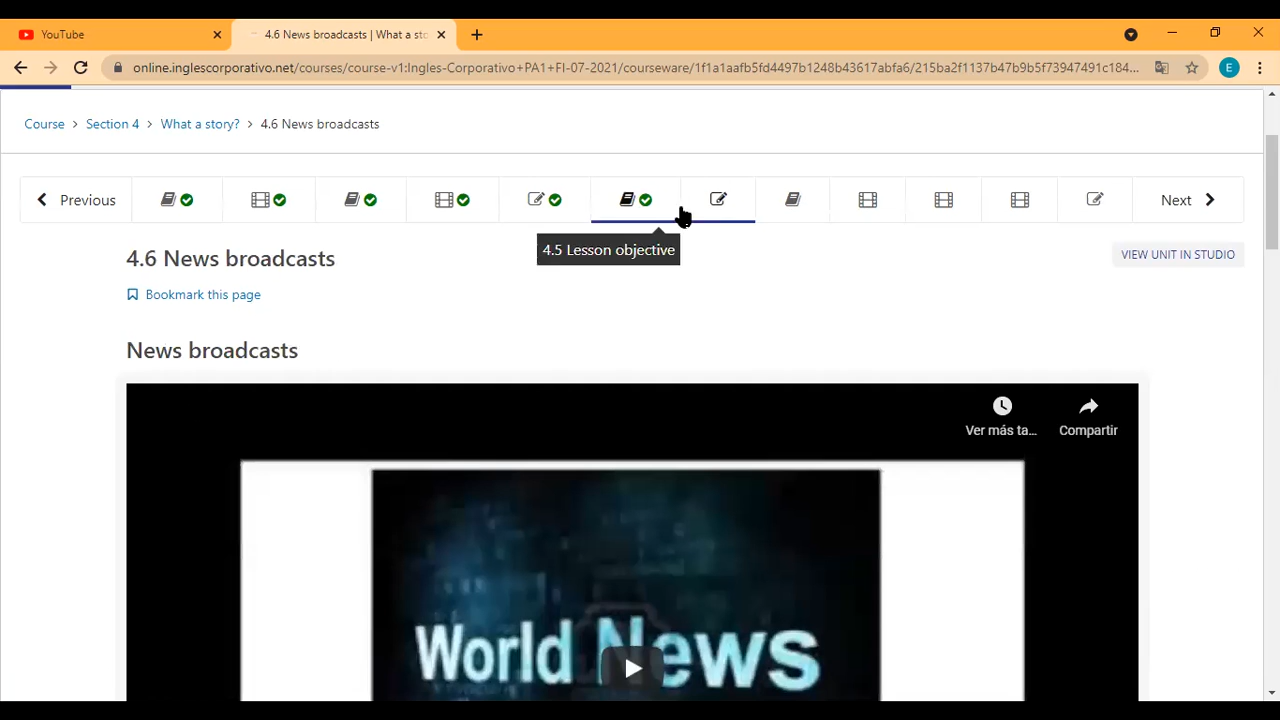 YouTube
4.6 News broadcasts | What a sto
online.inglescorporativo.net/courses/course-v1:Ingles-Corporativo+PA1+FI-07-2021/courseware/1f1a1aafb5fd4497b1248b43617abfa6/215ba2f1137b47b9b5f73947491c184...
E
Course > Section 4 > What a story? > 4.6 News broadcasts
Previous
Next
4.5 Lesson objective
4.6 News broadcasts
VIEW UNIT IN STUDIO
Bookmark this page
News broadcasts
Ver más ta...
Compartir
World News